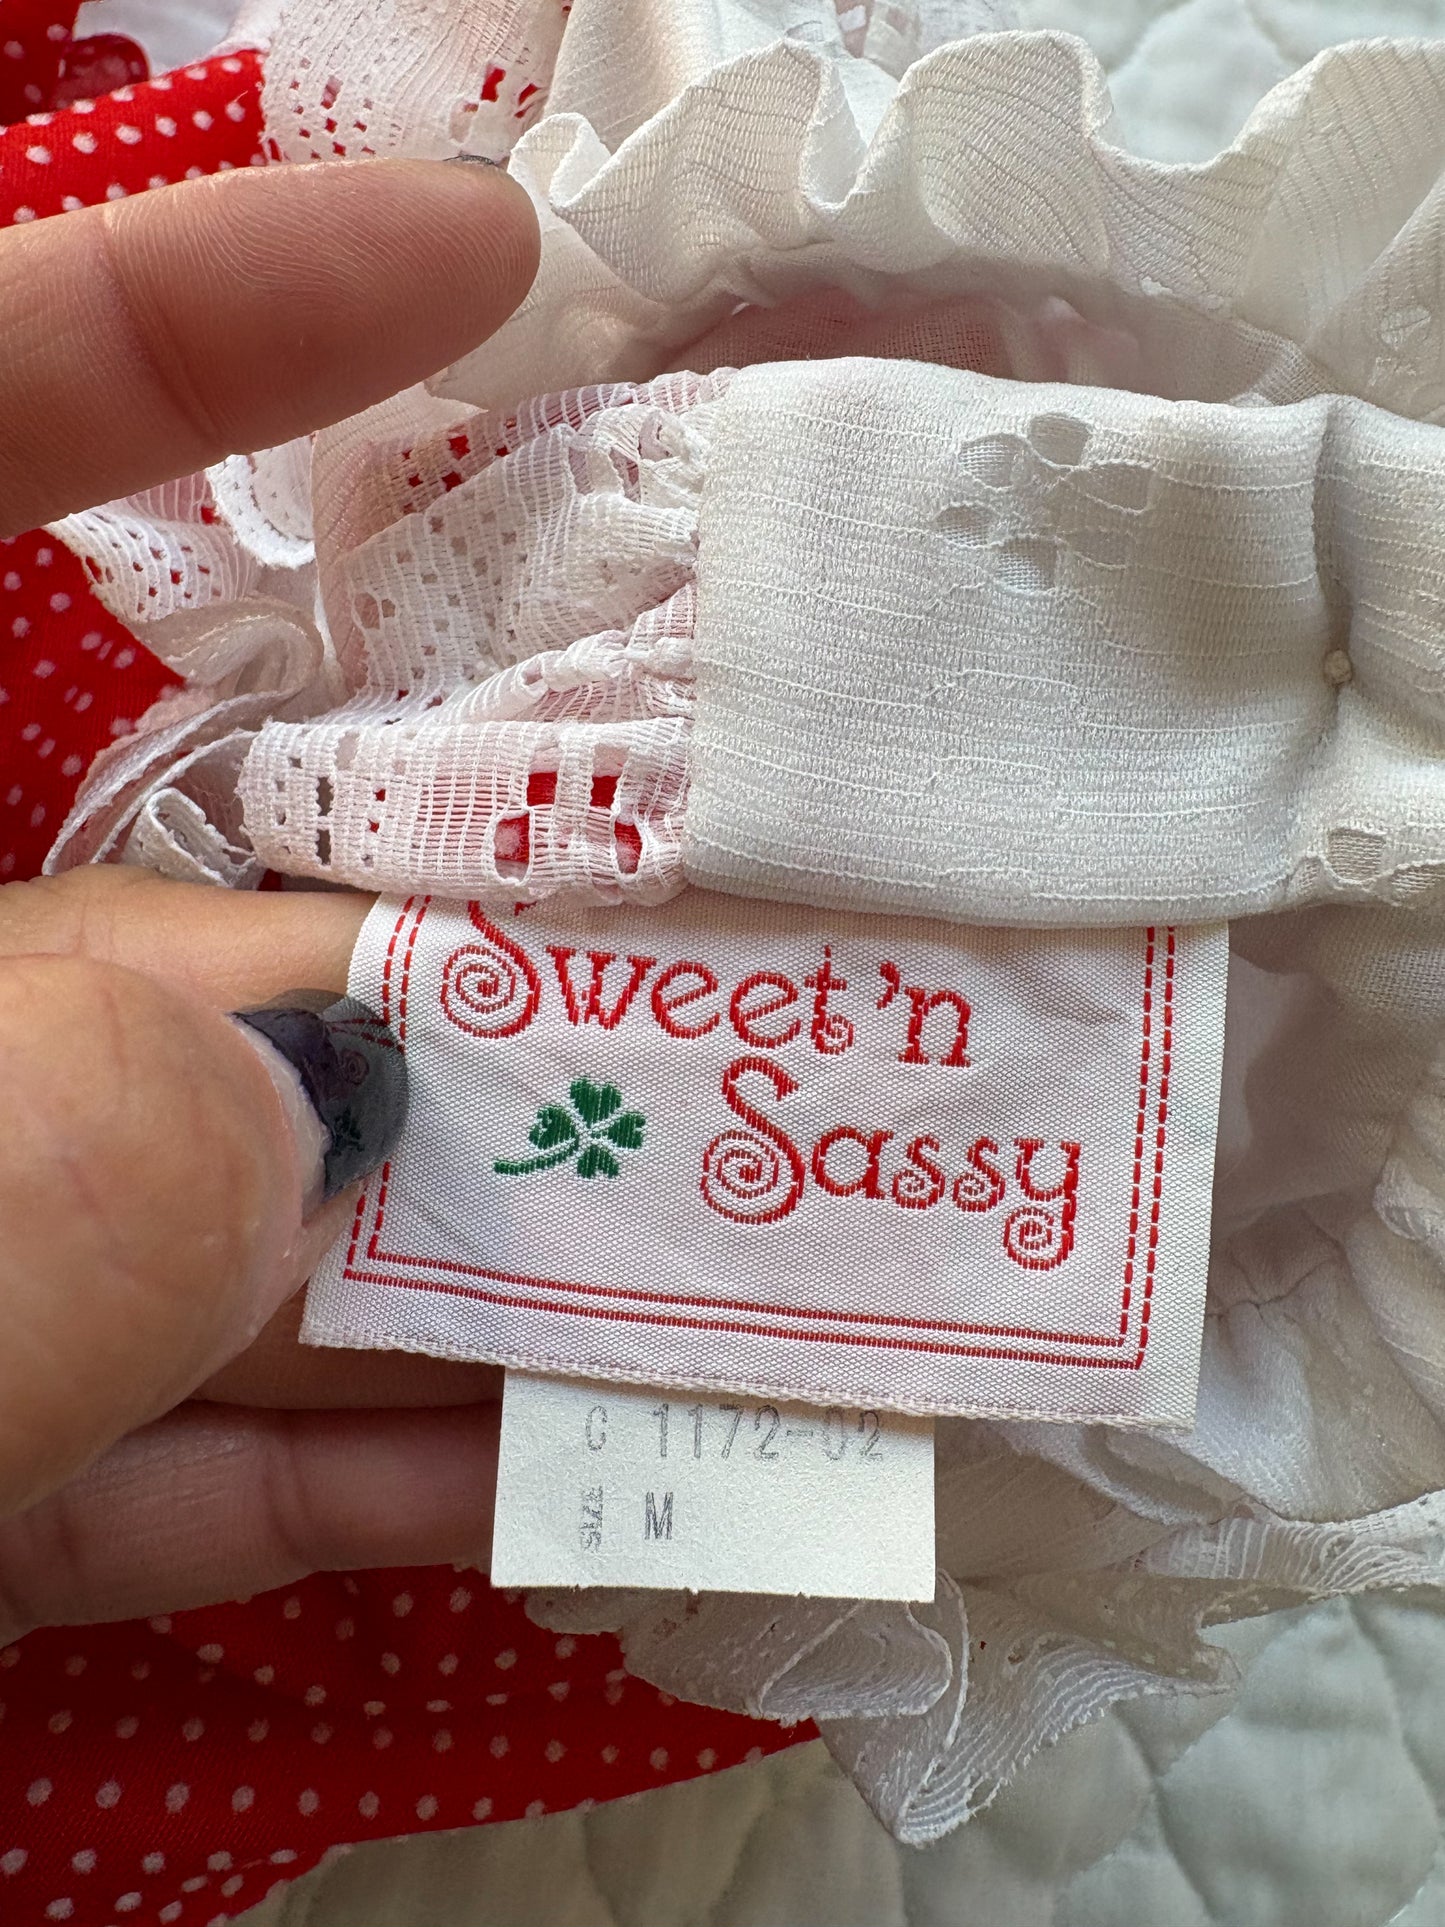 Sweet 'n
Sassy
C 1172-02
SIZE M